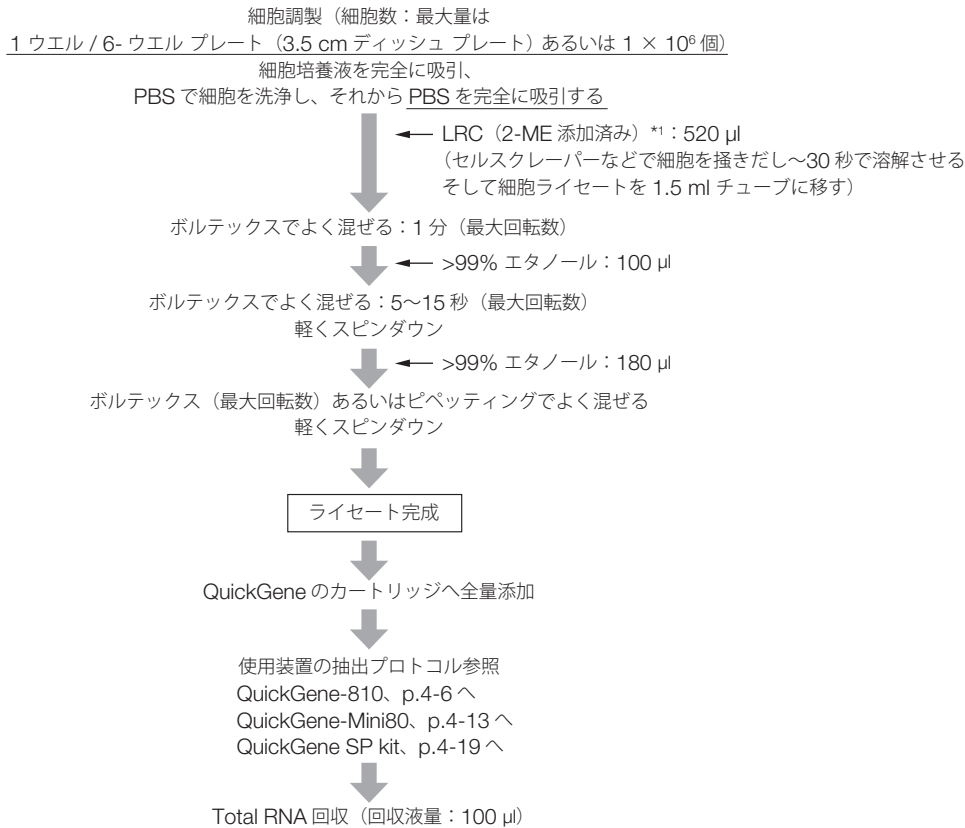 細胞調製（細胞数：最大量は
1 ウエル / 6- ウエル プレート（3.5 cm ディッシュ プレート）あるいは 1 × 10⁶ 個）
細胞培養液を完全に吸引、
PBS で細胞を洗浄し、それから PBS を完全に吸引する
LRC（2-ME 添加済み）*1：520 μl
（セルスクレーパーなどで細胞を掻きだし～30 秒で溶解させる
そして細胞ライセートを 1.5 ml チューブに移す）
ボルテックスでよく混ぜる：1 分（最大回転数）
>99% エタノール：100 μl
ボルテックスでよく混ぜる：5～15 秒（最大回転数）
軽くスピンダウン
>99% エタノール：180 μl
ボルテックス（最大回転数）あるいはピペッティングでよく混ぜる
軽くスピンダウン
ライセート完成
QuickGene のカートリッジへ全量添加
使用装置の抽出プロトコル参照
QuickGene-810、p.4-6 へ
QuickGene-Mini80、p.4-13 へ
QuickGene SP kit、p.4-19 へ
Total RNA 回収（回収液量：100 μl）